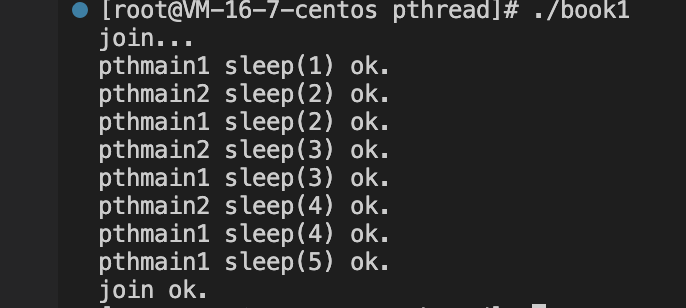 [root@VM-16-7-centos pthread]# ./book1
join...
pthmain1 sleep(1) ok.
pthmain2 sleep(2) ok.
pthmain1 sleep(2) ok.
pthmain2 sleep(3) ok.
pthmain1 sleep(3) ok.
pthmain2 sleep(4) ok.
pthmain1 sleep(4) ok.
pthmain1 sleep(5) ok.
join ok.